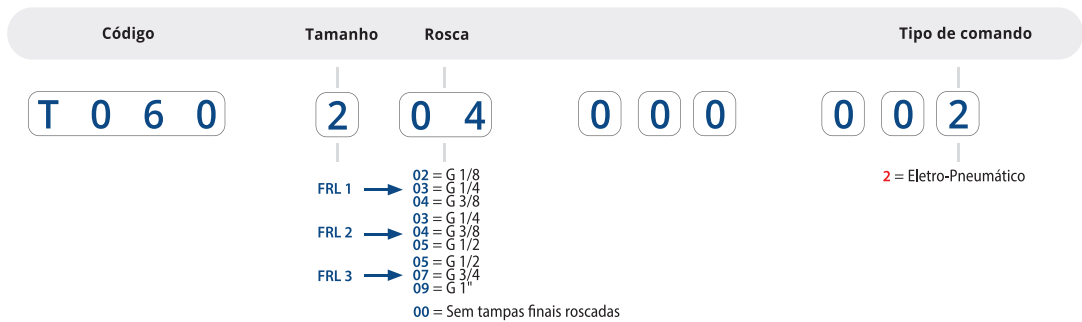 Código Tamanho Rosca Tipo de comando
T 0 6 0 2 0 4 0 0 0 0 0 2
FRL 1
02 = G 1/8
03 = G 1/4
04 = G 3/8
FRL 2
03 = G 1/4
04 = G 3/8
05 = G 1/2
FRL 3
05 = G 1/2
07 = G 3/4
09 = G 1"
00 = Sem tampas finais roscadas
2 = Eletro-Pneumático